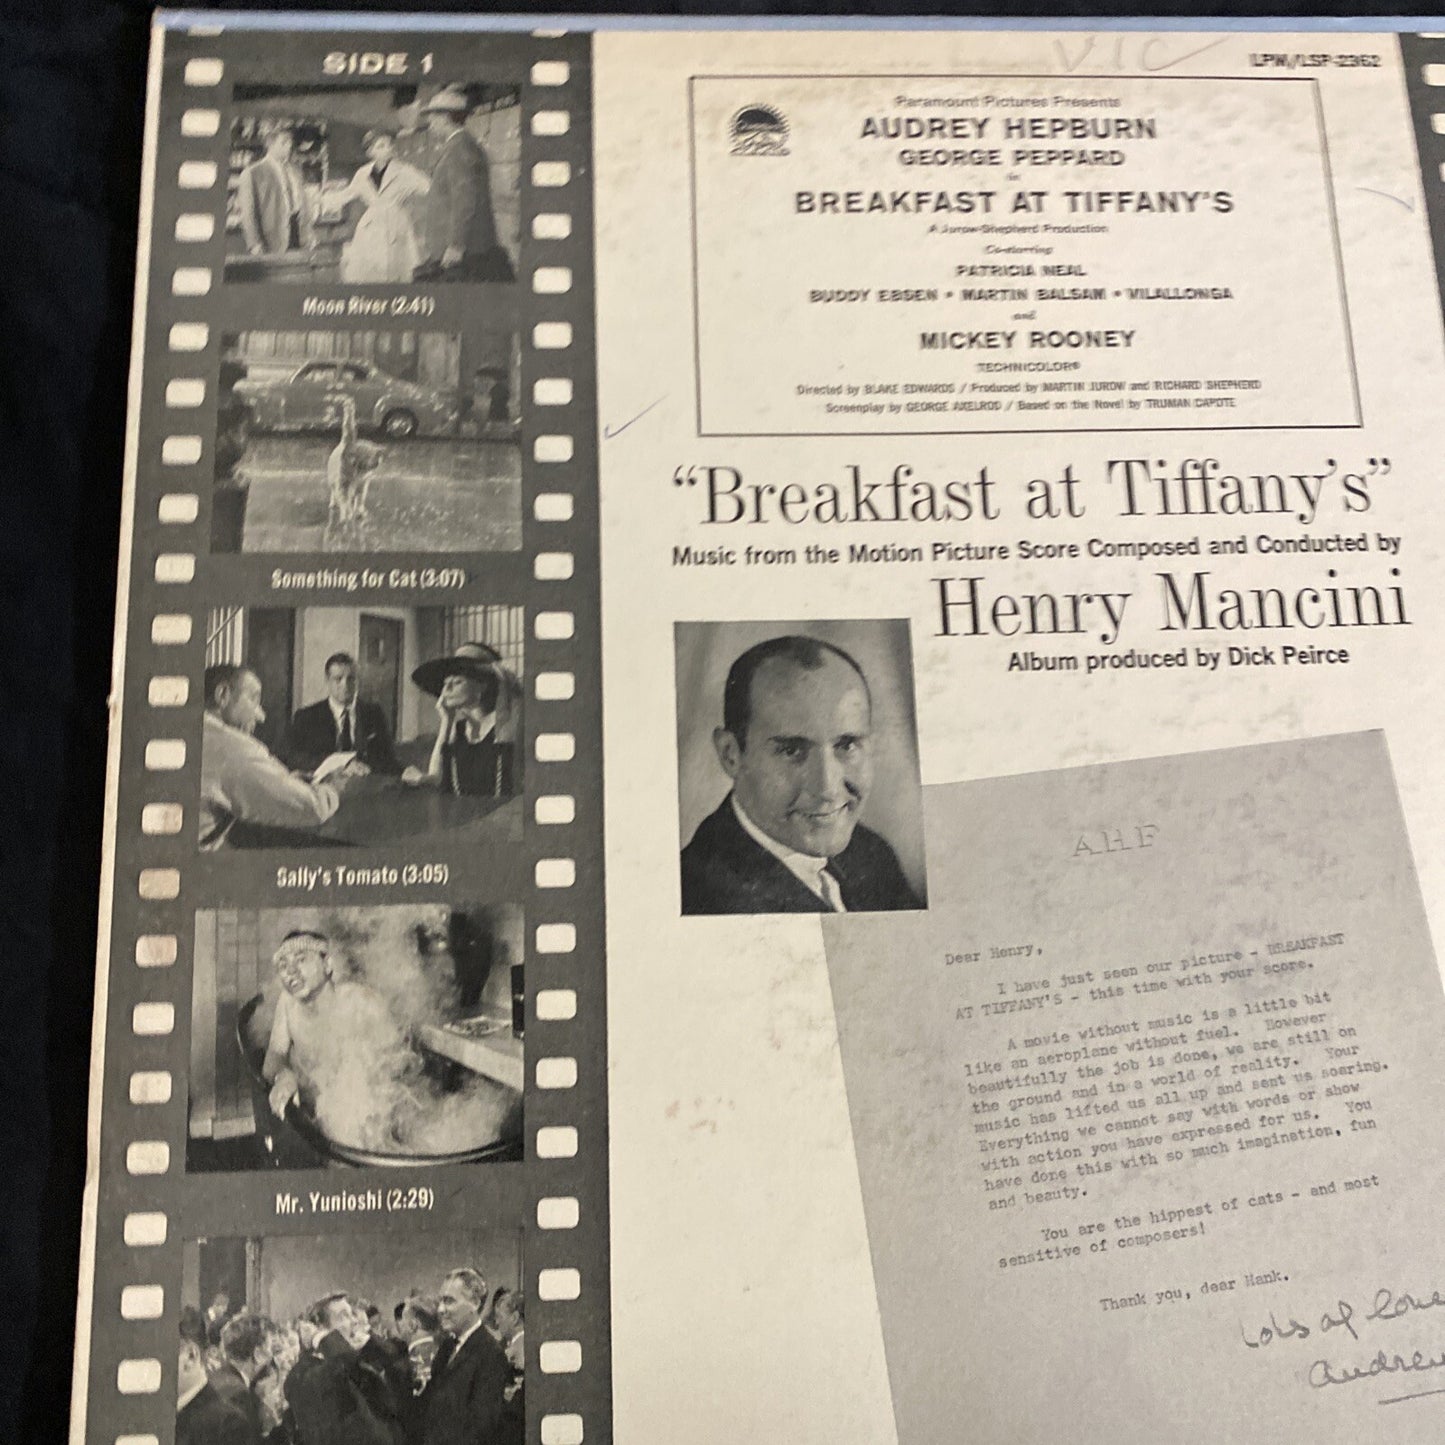 SIDE 1
Moon River (2:41)
Something for Cat (3:07)
Sally's Tomato (3:05)
Mr. Yunioshi (2:29)
VIC
LPM/LSP-2362
Paramount Pictures Presents
AUDREY HEPBURN
GEORGE PEPPARD
in
BREAKFAST AT TIFFANY'S
A Jurow-Shepherd Production
Co-starring
PATRICIA NEAL
BUDDY EBSEN • MARTIN BALSAM • VILALLONGA
and
MICKEY ROONEY
TECHNICOLOR®
Directed by BLAKE EDWARDS / Produced by MARTIN JUROW and RICHARD SHEPHERD
Screenplay by GEORGE AXELROD / Based on the Novel by TRUMAN CAPOTE
"Breakfast at Tiffany's"
Music from the Motion Picture Score Composed and Conducted by
Henry Mancini
Album produced by Dick Peirce
AHF
Dear Henry,
I have just seen our picture - BREAKFAST
AT TIFFANY'S - this time with your score.
A movie without music is a little bit
like an aeroplane without fuel. However
beautifully the job is done, we are still on
the ground and in a world of reality. Your
music has lifted us all up and sent us soaring.
Everything we cannot say with words or show
with action you have expressed for us. You
have done this with so much imagination, fun
and beauty.
You are the hippest of cats - and most
sensitive of composers!
Thank you, dear Hank.
Lots of love
Audrey